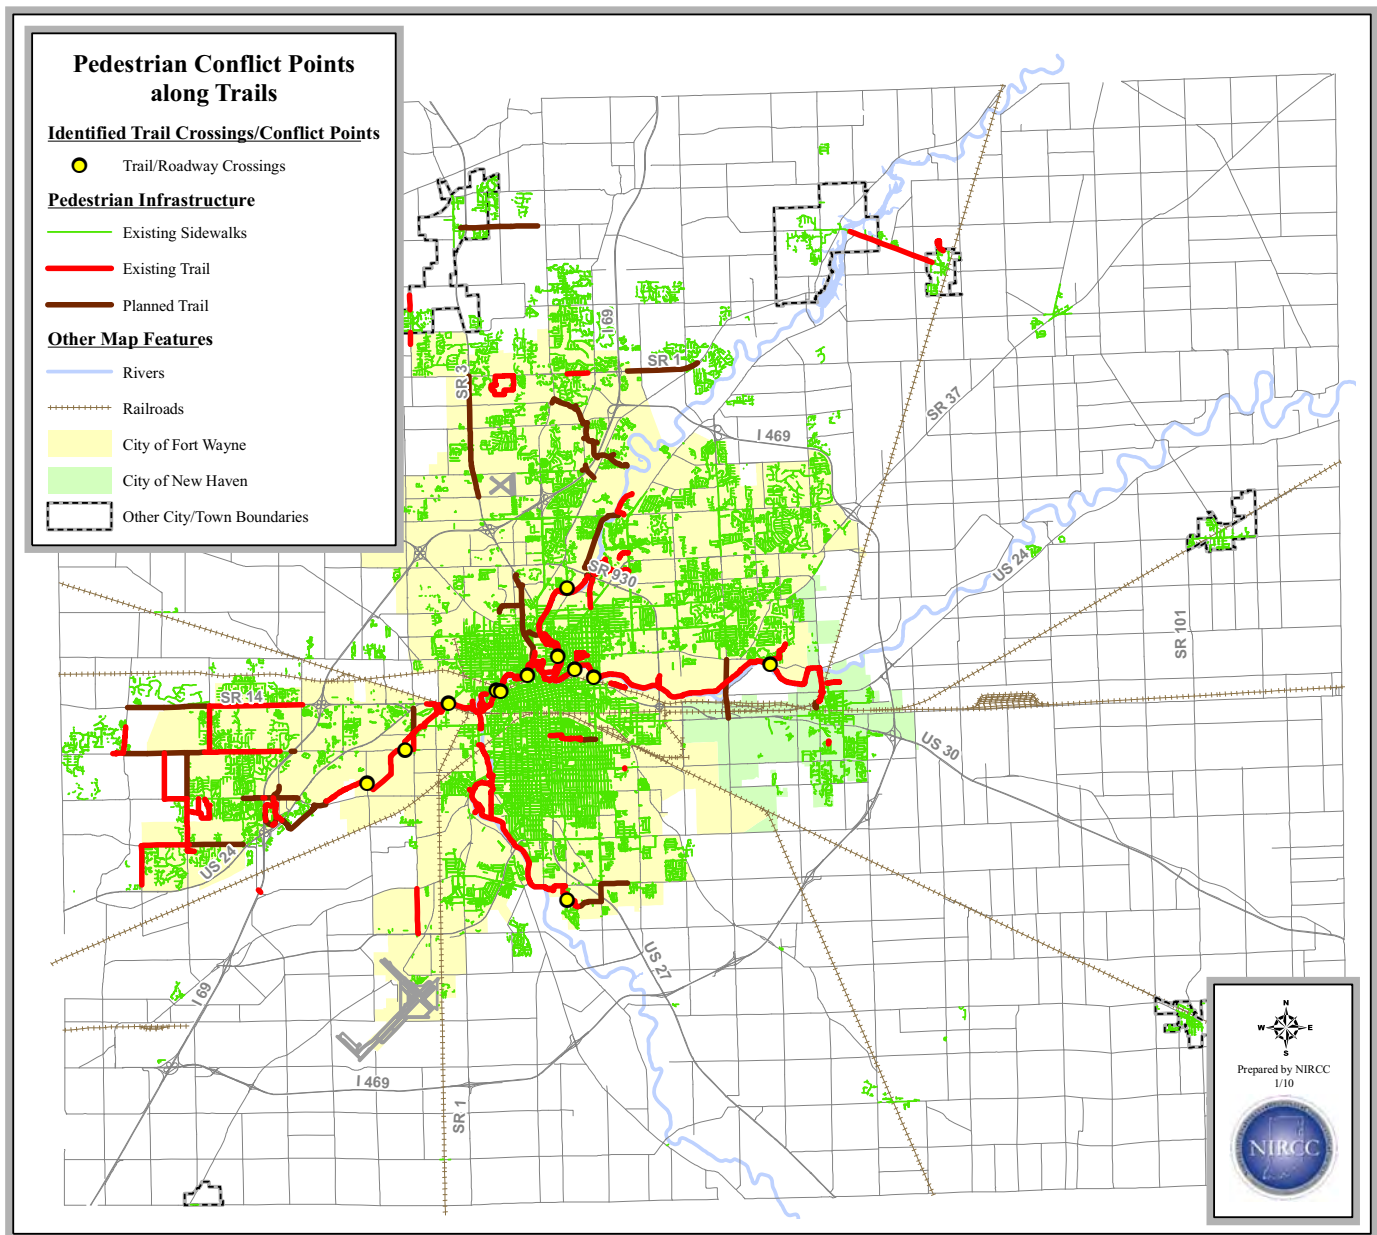 Pedestrian Conflict Points
along Trails
Identified Trail Crossings/Conflict Points
Trail/Roadway Crossings
Pedestrian Infrastructure
Existing Sidewalks
Existing Trail
Planned Trail
Other Map Features
Rivers
Railroads
City of Fort Wayne
City of New Haven
Other City/Town Boundaries
I 69
SR 1
SR 3
SR 37
I 469
SR 930
US 24
SR 101
SR 14
US 30
US 24
US 27
I 69
I 469
SR 1
N
W E
S
Prepared by NIRCC
1/10
NIRCC